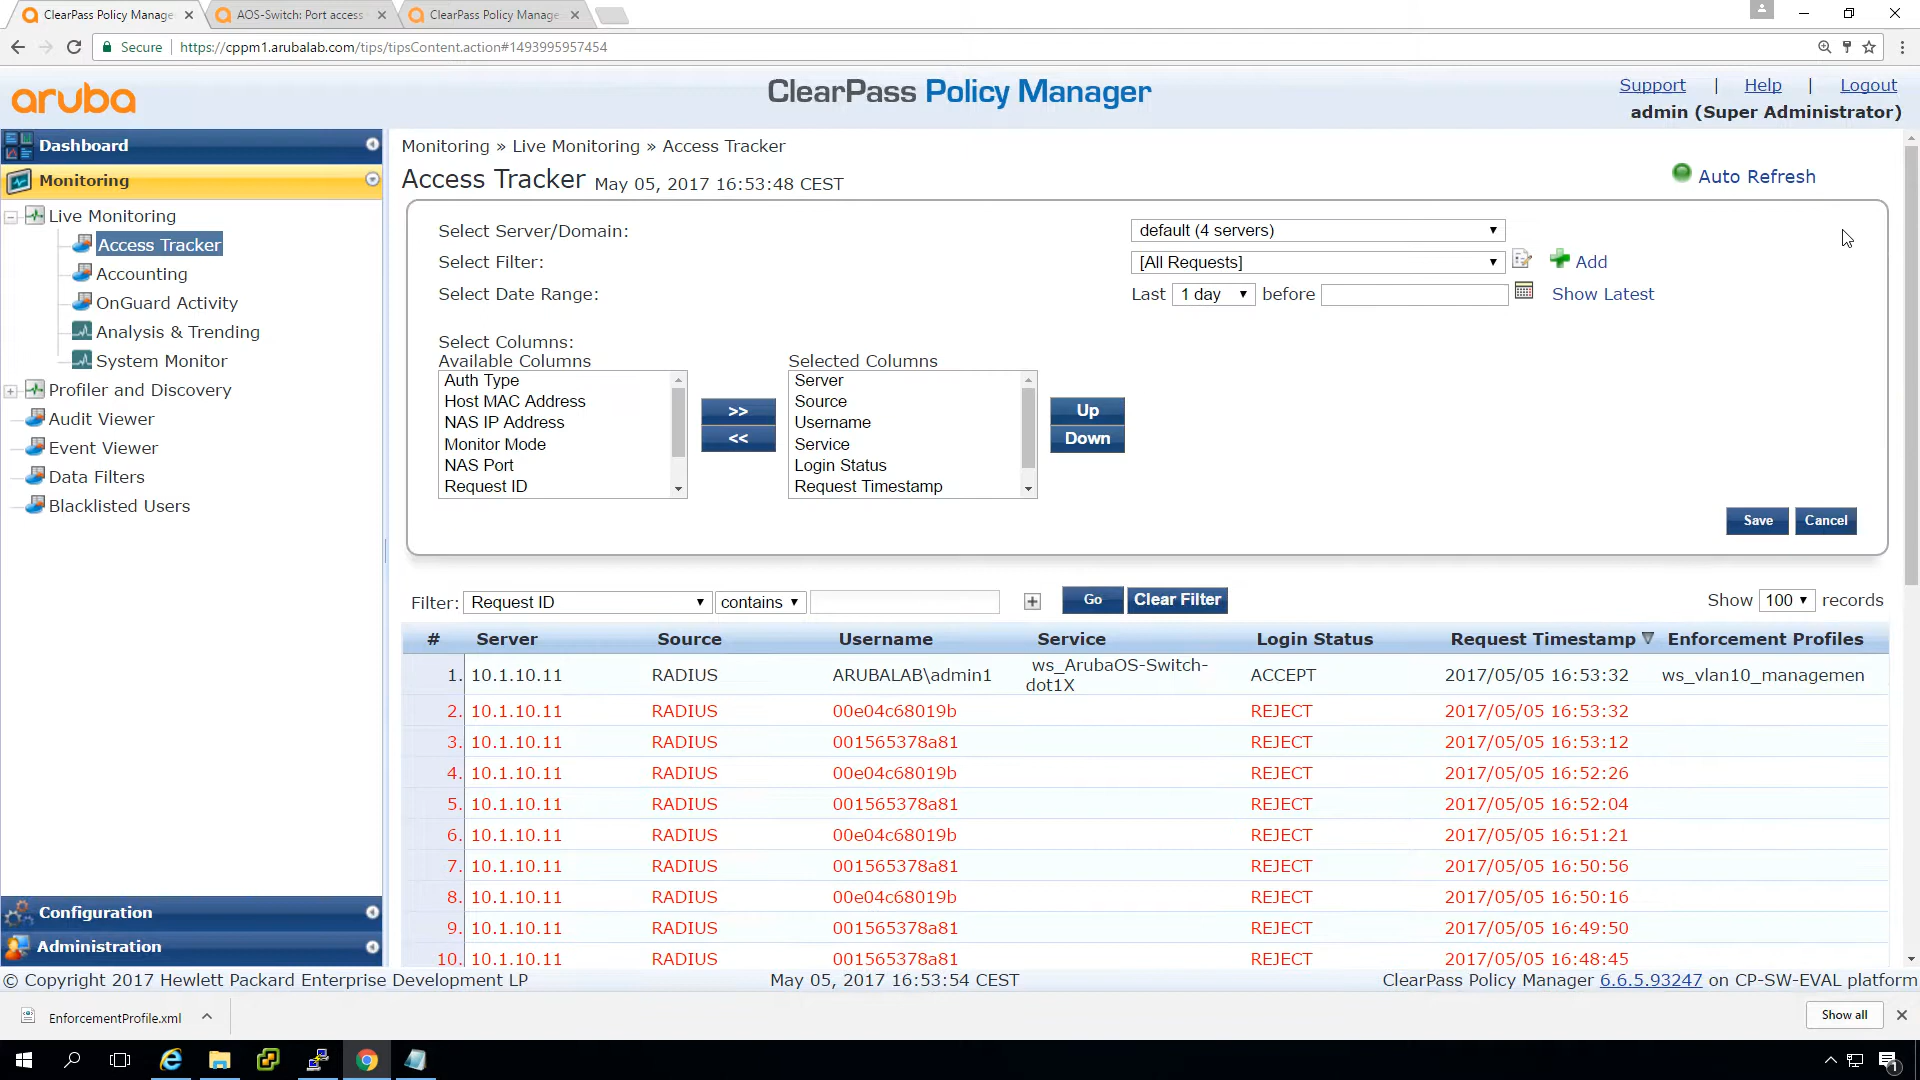 ClearPass Policy Manage
AOS-Switch: Port access
ClearPass Policy Manage
Secure
https://cppm1.arubalab.com/tips/tipsContent.action#1493995957454
aruba
ClearPass Policy Manager
Support | Help | Logout
admin (Super Administrator)
Dashboard
Monitoring
Live Monitoring
Access Tracker
Accounting
OnGuard Activity
Analysis & Trending
System Monitor
Profiler and Discovery
Audit Viewer
Event Viewer
Data Filters
Blacklisted Users
Configuration
Administration
Monitoring » Live Monitoring » Access Tracker
Access Tracker May 05, 2017 16:53:48 CEST
Auto Refresh
Select Server/Domain: default (4 servers)
Select Filter: [All Requests] Add
Select Date Range: Last 1 day before Show Latest
Select Columns:
Available Columns
Auth Type
Host MAC Address
NAS IP Address
Monitor Mode
NAS Port
Request ID
>>
<<
Selected Columns
Server
Source
Username
Service
Login Status
Request Timestamp
Up
Down
Save Cancel
Filter: Request ID contains + Go Clear Filter Show 100 records
# Server Source Username Service Login Status Request Timestamp Enforcement Profiles
1. 10.1.10.11 RADIUS ARUBALAB\admin1 ws_ArubaOS-Switch-dot1X ACCEPT 2017/05/05 16:53:32 ws_vlan10_managemen
2. 10.1.10.11 RADIUS 00e04c68019b REJECT 2017/05/05 16:53:32
3. 10.1.10.11 RADIUS 001565378a81 REJECT 2017/05/05 16:53:12
4. 10.1.10.11 RADIUS 00e04c68019b REJECT 2017/05/05 16:52:26
5. 10.1.10.11 RADIUS 001565378a81 REJECT 2017/05/05 16:52:04
6. 10.1.10.11 RADIUS 00e04c68019b REJECT 2017/05/05 16:51:21
7. 10.1.10.11 RADIUS 001565378a81 REJECT 2017/05/05 16:50:56
8. 10.1.10.11 RADIUS 00e04c68019b REJECT 2017/05/05 16:50:16
9. 10.1.10.11 RADIUS 001565378a81 REJECT 2017/05/05 16:49:50
10. 10.1.10.11 RADIUS 001565378a81 REJECT 2017/05/05 16:48:45
© Copyright 2017 Hewlett Packard Enterprise Development LP
May 05, 2017 16:53:54 CEST
ClearPass Policy Manager 6.6.5.93247 on CP-SW-EVAL platform
EnforcementProfile.xml
Show all
1